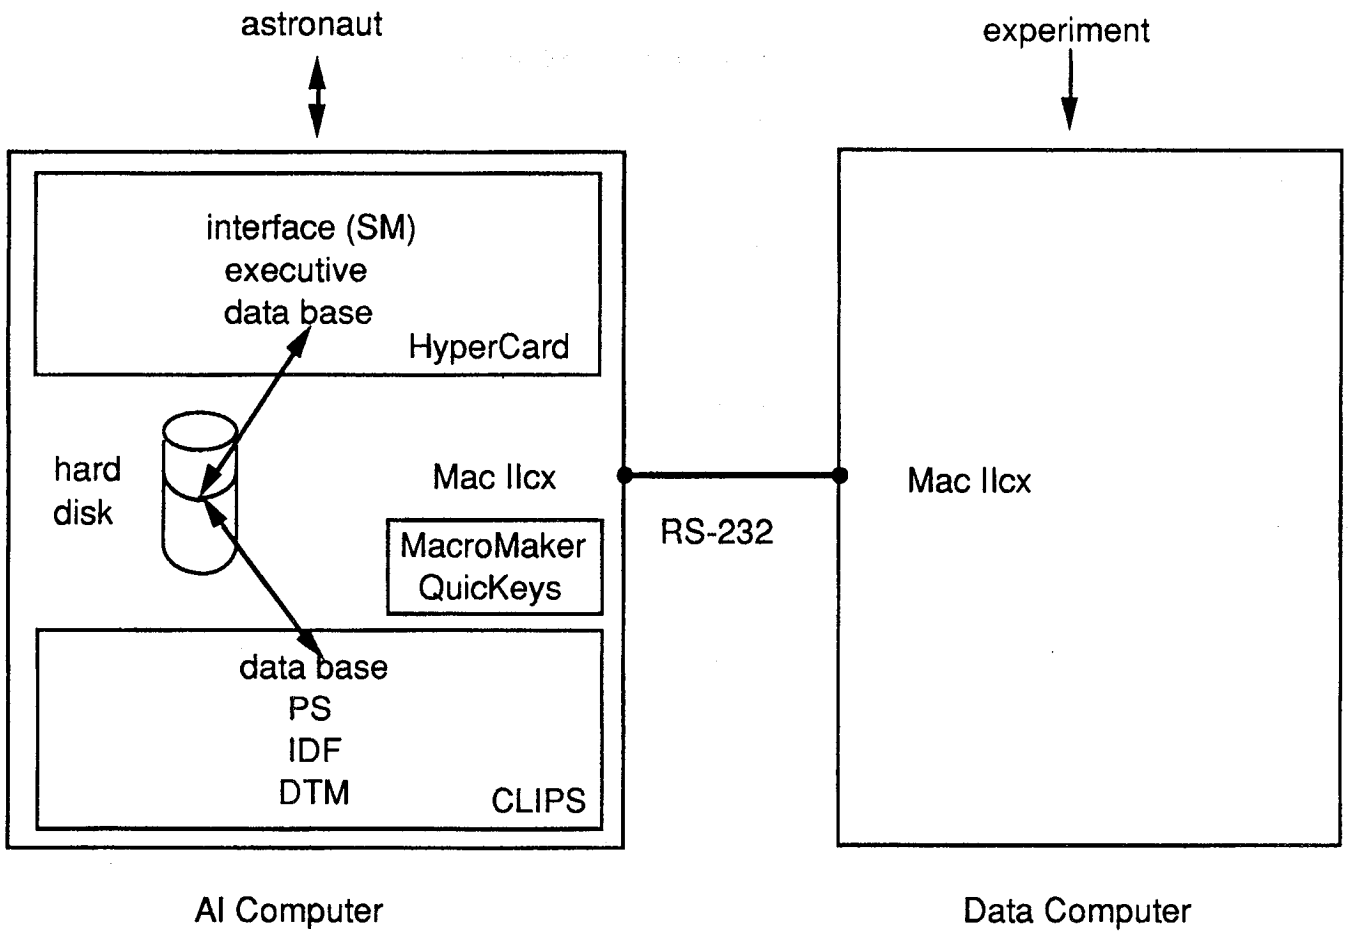 astronaut
experiment
interface (SM)
executive
data base
HyperCard
hard
disk
Mac IIcx
RS-232
Mac IIcx
MacroMaker
QuicKeys
data base
PS
IDF
DTM
CLIPS
AI Computer
Data Computer